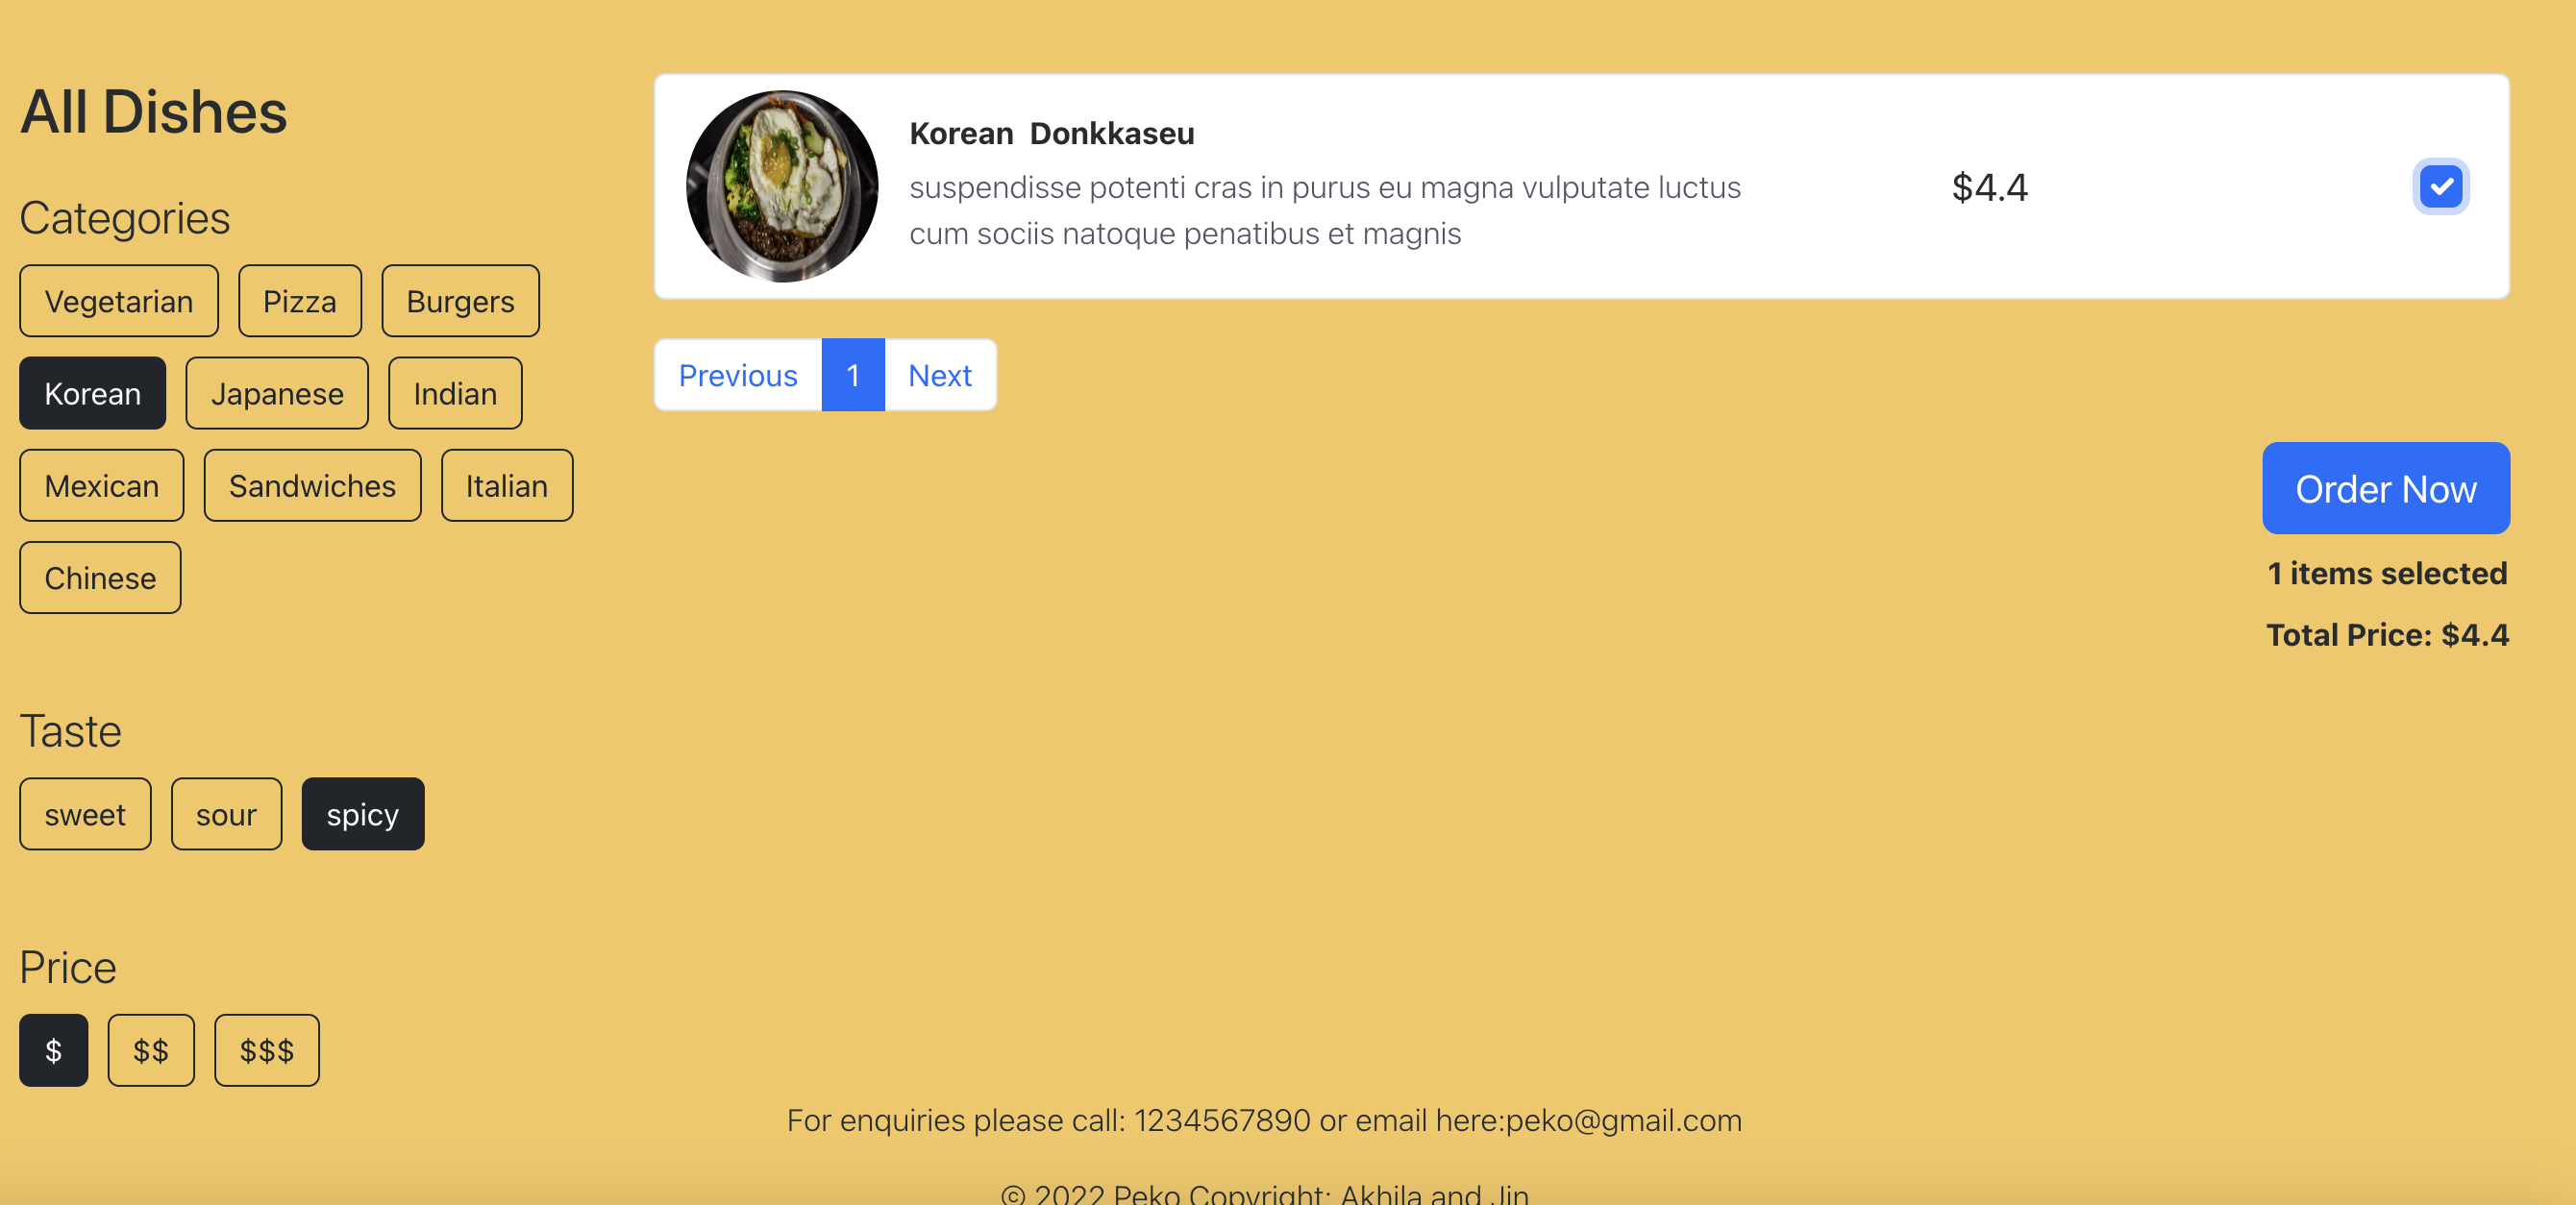 All Dishes
Categories
Vegetarian Pizza Burgers
Korean Japanese Indian
Mexican Sandwiches Italian
Chinese
Taste
sweet sour spicy
Price
$ $$ $$$
Korean Donkkaseu
suspendisse potenti cras in purus eu magna vulputate luctus
cum sociis natoque penatibus et magnis
$4.4
Previous 1 Next
Order Now
1 items selected
Total Price: $4.4
For enquiries please call: 1234567890 or email here:peko@gmail.com
© 2022 Peko Copyright: Akhila and Jin